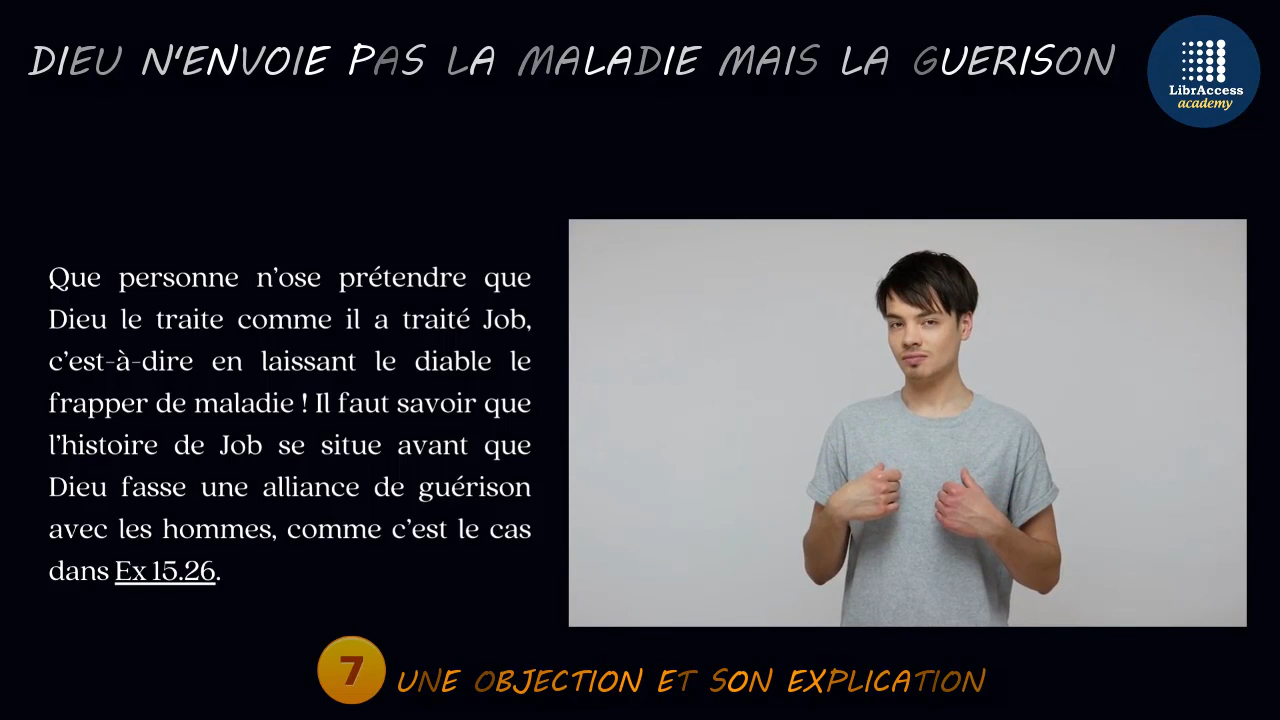 DIEU N'ENVOIE PAS LA MALADIE MAIS LA GUERISON
LibrAccess
academy
Que personne n'ose prétendre que
Dieu le traite comme il a traité Job,
c'est-à-dire en laissant le diable le
frapper de maladie ! Il faut savoir que
l'histoire de Job se situe avant que
Dieu fasse une alliance de guérison
avec les hommes, comme c'est le cas
dans Ex 15.26.
7 UNE OBJECTION ET SON EXPLICATION